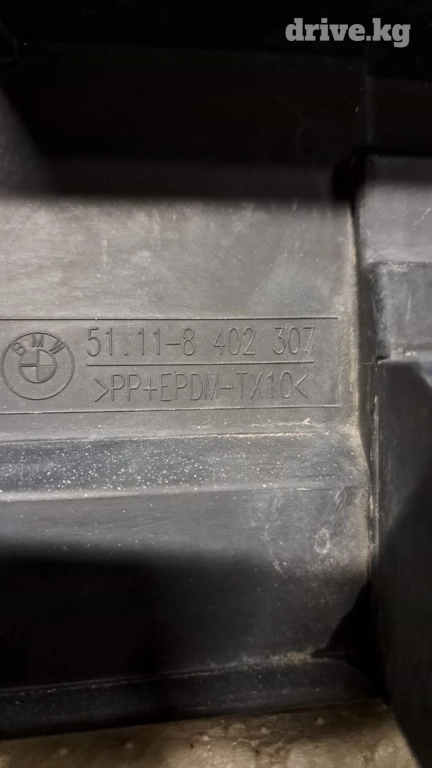 drive.kg
BMW
51.11-8 402 307
>PP+EPDM-TX10<